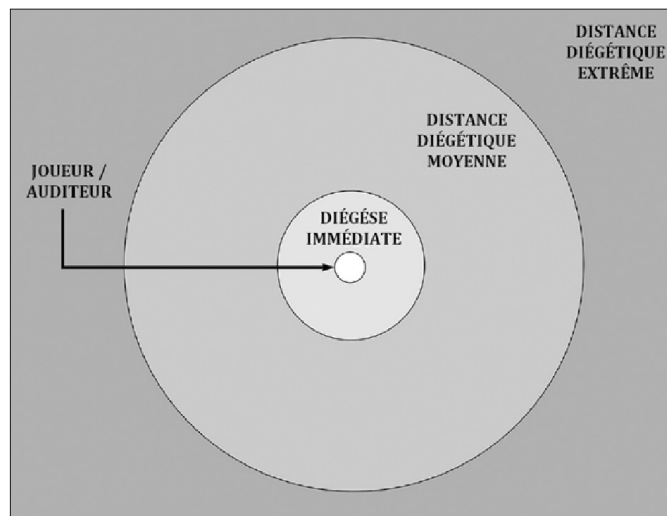 DISTANCE
DIÉGÉTIQUE
EXTRÊME
DISTANCE
DIÉGÉTIQUE
MOYENNE
JOUEUR /
AUDITEUR
DIÉGÉSE
IMMÉDIATE